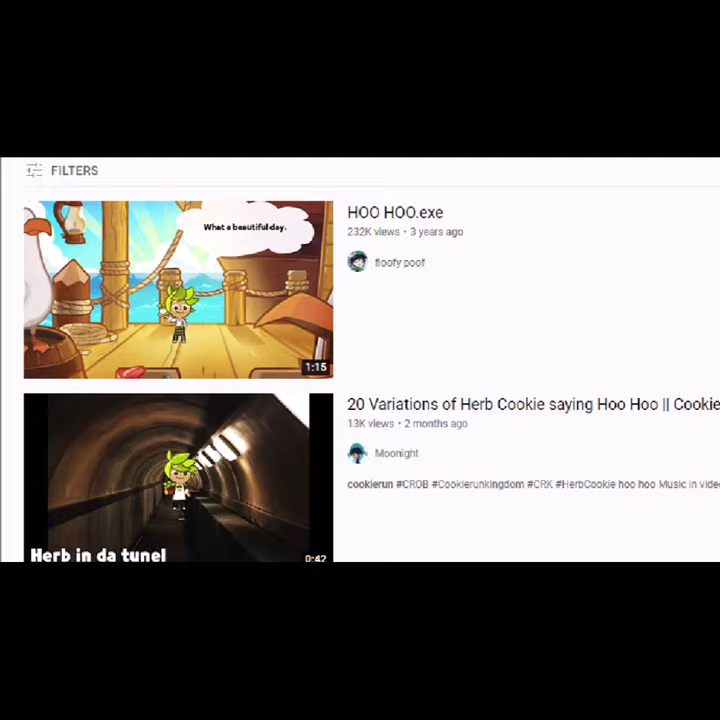 FILTERS
What a beautiful day.
1:15
HOO HOO.exe
232K views • 3 years ago
floofy poof
Herb in da tunel
0:42
20 Variations of Herb Cookie saying Hoo Hoo || Cookie
13K views • 2 months ago
Moonight
cookierun #CROB #Cookierunkingdom #CRK #HerbCookie hoo hoo Music in video